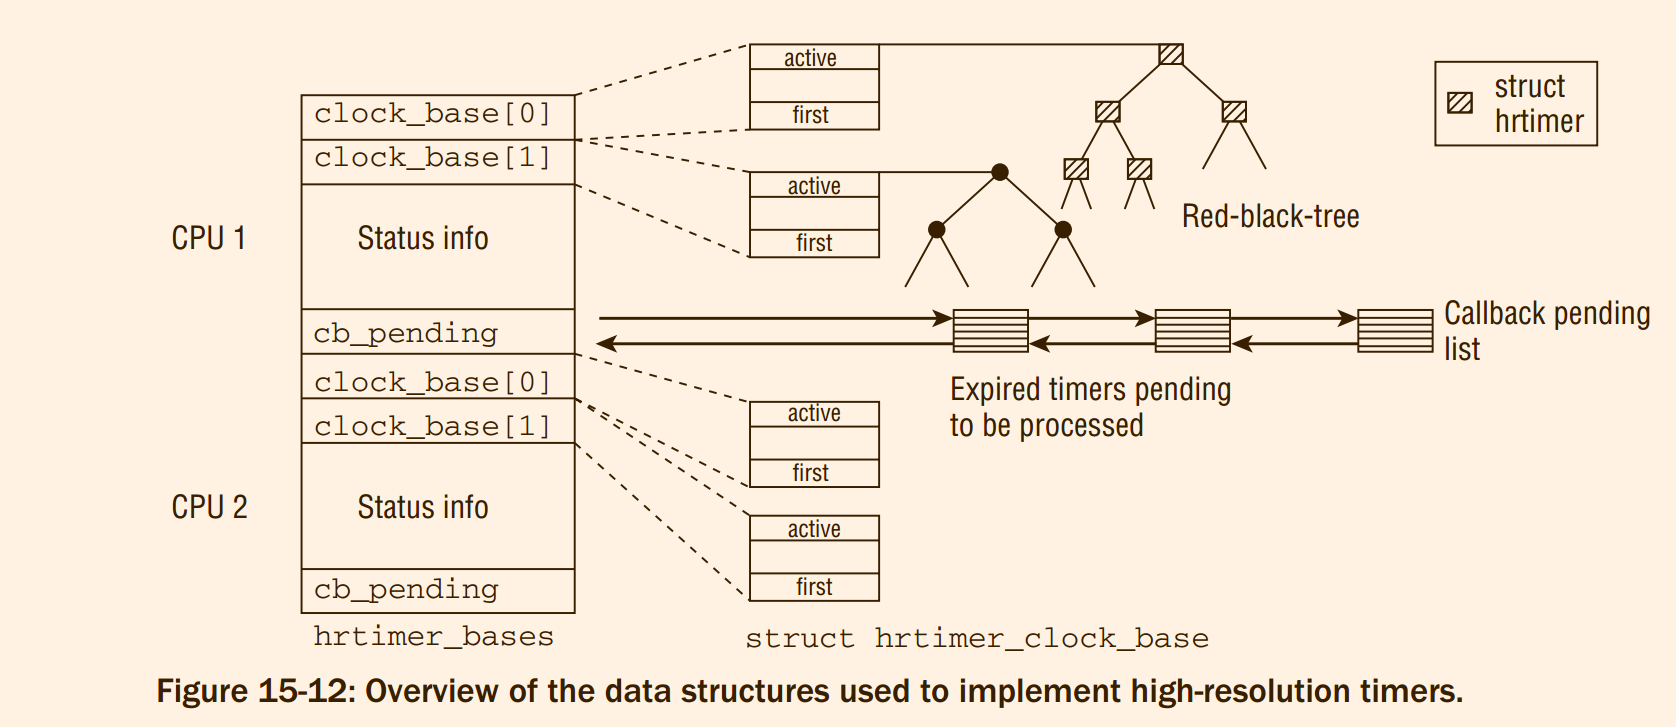 active
first
struct
hrtimer
clock_base[0]
clock_base[1]
active
first
Red-black-tree
CPU 1
Status info
cb_pending
Callback pending
list
Expired timers pending
to be processed
clock_base[0]
clock_base[1]
active
first
CPU 2
Status info
active
first
cb_pending
hrtimer_bases
struct hrtimer_clock_base
Figure 15-12: Overview of the data structures used to implement high-resolution timers.